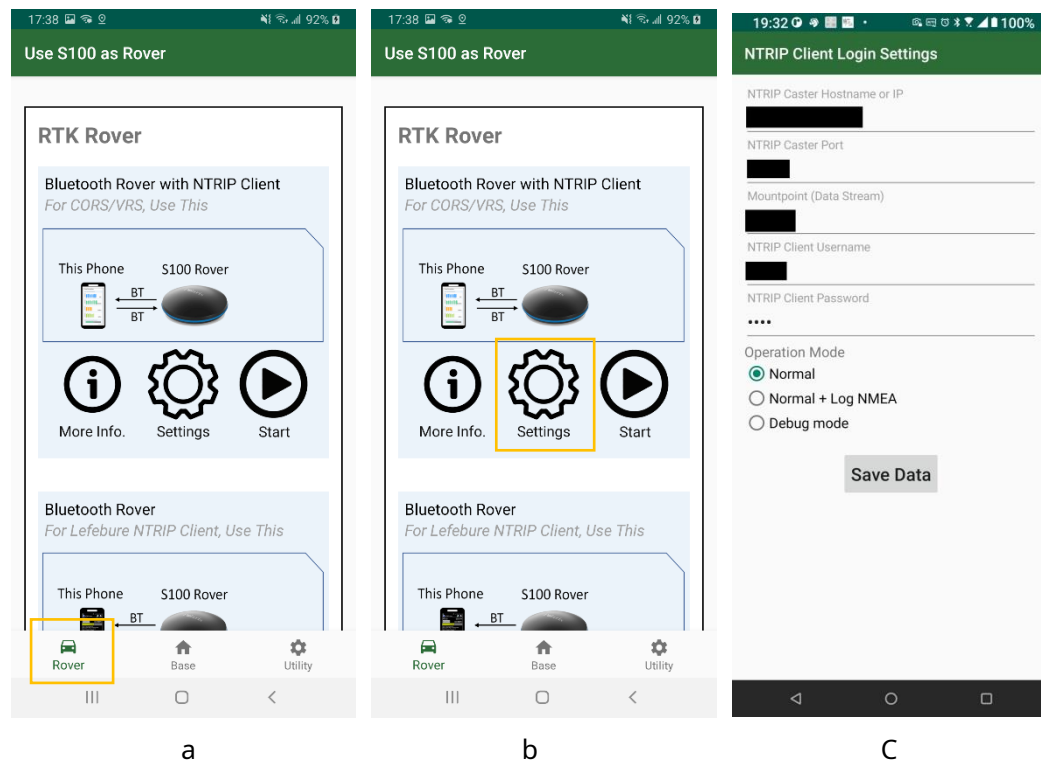 17:38
92%
Use S100 as Rover
RTK Rover
Bluetooth Rover with NTRIP Client
For CORS/VRS, Use This
This Phone
S100 Rover
BT
BT
More Info.
Settings
Start
Bluetooth Rover
For Lefebure NTRIP Client, Use This
This Phone
S100 Rover
BT
Rover
Base
Utility
a
17:38
92%
Use S100 as Rover
RTK Rover
Bluetooth Rover with NTRIP Client
For CORS/VRS, Use This
This Phone
S100 Rover
BT
BT
More Info.
Settings
Start
Bluetooth Rover
For Lefebure NTRIP Client, Use This
This Phone
S100 Rover
BT
Rover
Base
Utility
b
19:32
100%
NTRIP Client Login Settings
NTRIP Caster Hostname or IP
NTRIP Caster Port
Mountpoint (Data Stream)
NTRIP Client Username
NTRIP Client Password
••••
Operation Mode
Normal
Normal + Log NMEA
Debug mode
Save Data
C